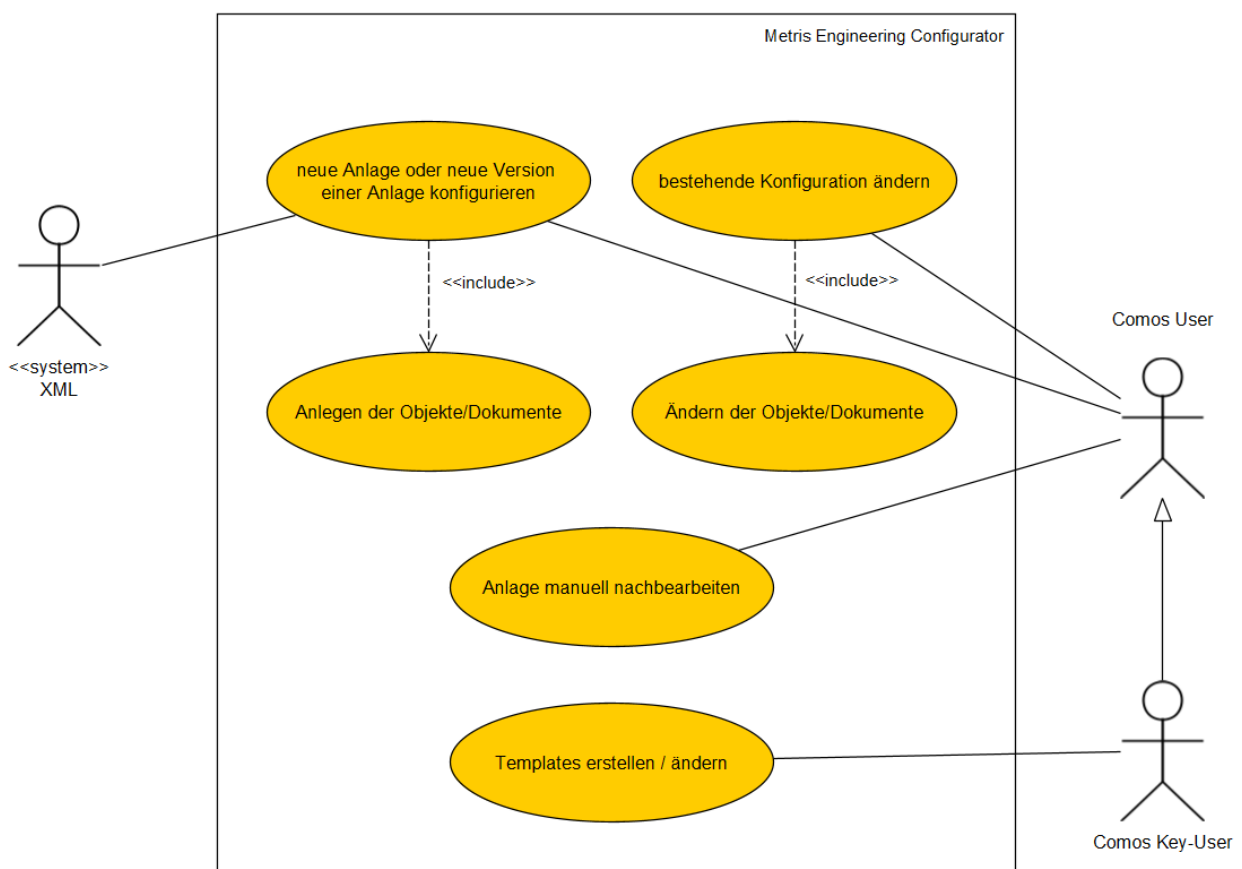 Metris Engineering Configurator
neue Anlage oder neue Version
einer Anlage konfigurieren
bestehende Konfiguration ändern
<<include>>
<<include>>
Comos User
<<system>>
XML
Anlegen der Objekte/Dokumente
Ändern der Objekte/Dokumente
Anlage manuell nachbearbeiten
Templates erstellen / ändern
Comos Key-User